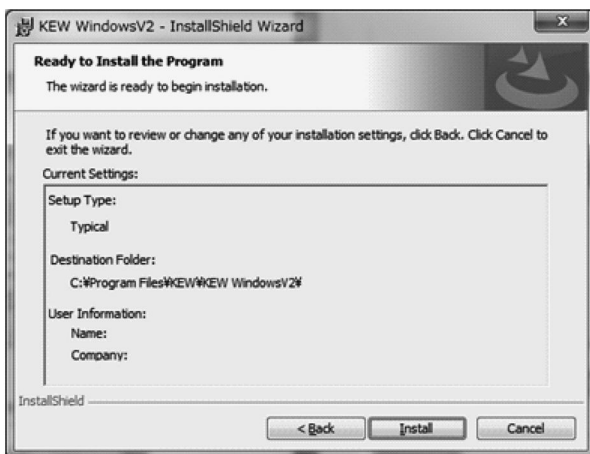 KEW WindowsV2 - InstallShield Wizard
Ready to Install the Program
The wizard is ready to begin installation.
If you want to review or change any of your installation settings, click Back. Click Cancel to
exit the wizard.
Current Settings:
Setup Type:
Typical
Destination Folder:
C:¥Program Files¥KEW¥KEW WindowsV2¥
User Information:
Name:
Company:
InstallShield
< Back
Install
Cancel